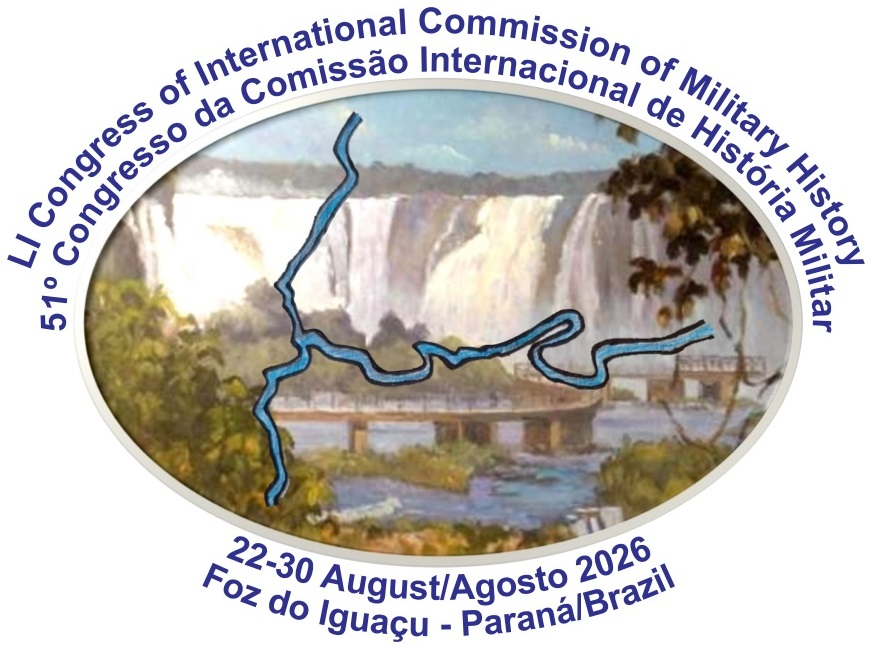 LI Congress of International Commission of Military History
51º Congresso da Comissão Internacional de História Militar
22-30 August/Agosto 2026
Foz do Iguaçu - Paraná/Brazil